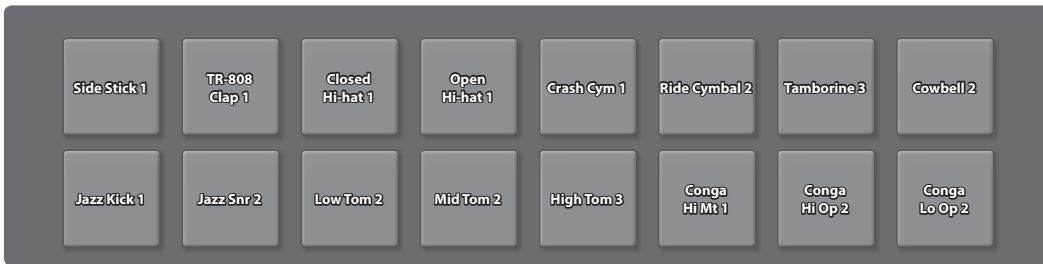 Side Stick 1
TR-808
Clap 1
Closed
Hi-hat 1
Open
Hi-hat 1
Crash Cym 1
Ride Cymbal 2
Tamborine 3
Cowbell 2
Jazz Kick 1
Jazz Snr 2
Low Tom 2
Mid Tom 2
High Tom 3
Conga
Hi Mt 1
Conga
Hi Op 2
Conga
Lo Op 2